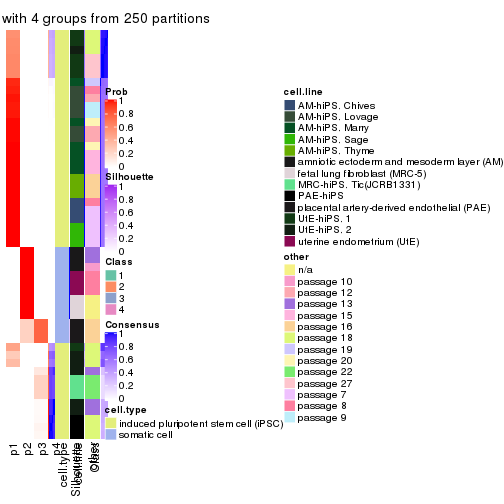 with 4 groups from 250 partitions
Prob
1
0.8
0.6
0.4
0.2
0
Silhouette
1
0.8
0.6
0.4
0.2
0
Class
1
2
3
4
Consensus
1
0.8
0.6
0.4
0.2
0
cell.type
induced pluripotent stem cell (iPSC)
somatic cell
cell.line
AM-hiPS. Chives
AM-hiPS. Lovage
AM-hiPS. Marry
AM-hiPS. Sage
AM-hiPS. Thyme
amniotic ectoderm and mesoderm layer (AM)
fetal lung fibroblast (MRC-5)
MRC-hiPS. Tic(JCRB1331)
PAE-hiPS
placental artery-derived endothelial (PAE)
UtE-hiPS. 1
UtE-hiPS. 2
uterine endometrium (UtE)
other
n/a
passage 10
passage 12
passage 13
passage 15
passage 16
passage 18
passage 19
passage 20
passage 22
passage 27
passage 7
passage 8
passage 9
p1
p2
p3
p4
cell.type
Silhouette
cell.line
other
Class